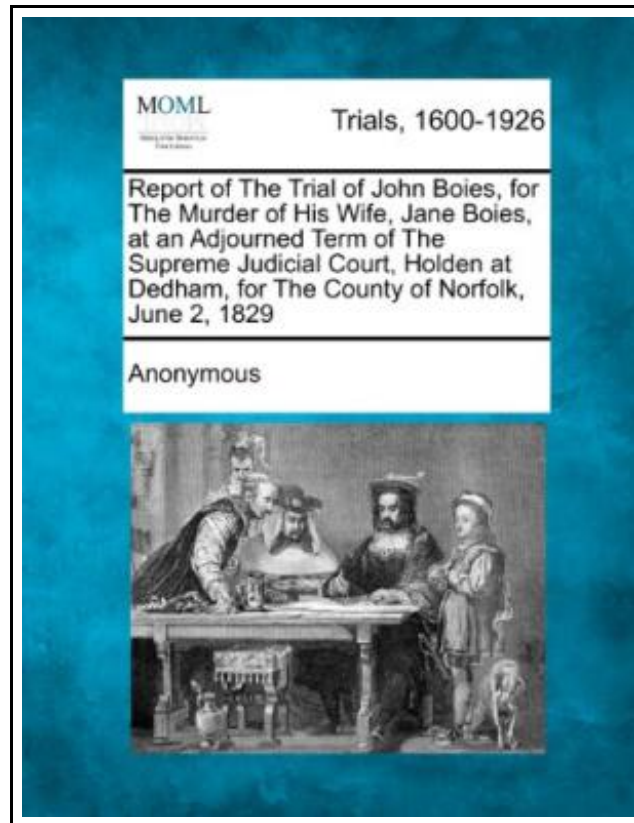 MOML
Trials, 1600-1926
Report of The Trial of John Boies, for
The Murder of His Wife, Jane Boies,
at an Adjourned Term of The
Supreme Judicial Court, Holden at
Dedham, for The County of Norfolk,
June 2, 1829
Anonymous